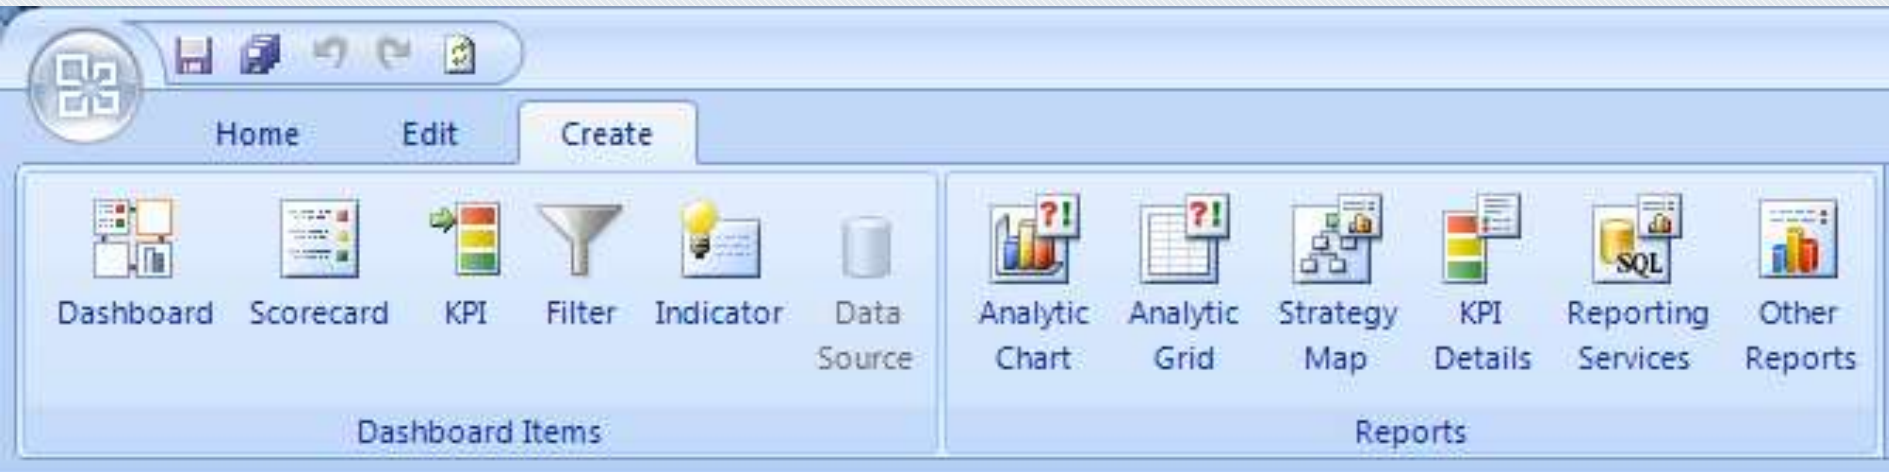 Home Edit Create
Dashboard Scorecard KPI Filter Indicator Data Source
Dashboard Items
?! ?! SQL
Analytic Chart Analytic Grid Strategy Map KPI Details Reporting Services Other Reports
Reports